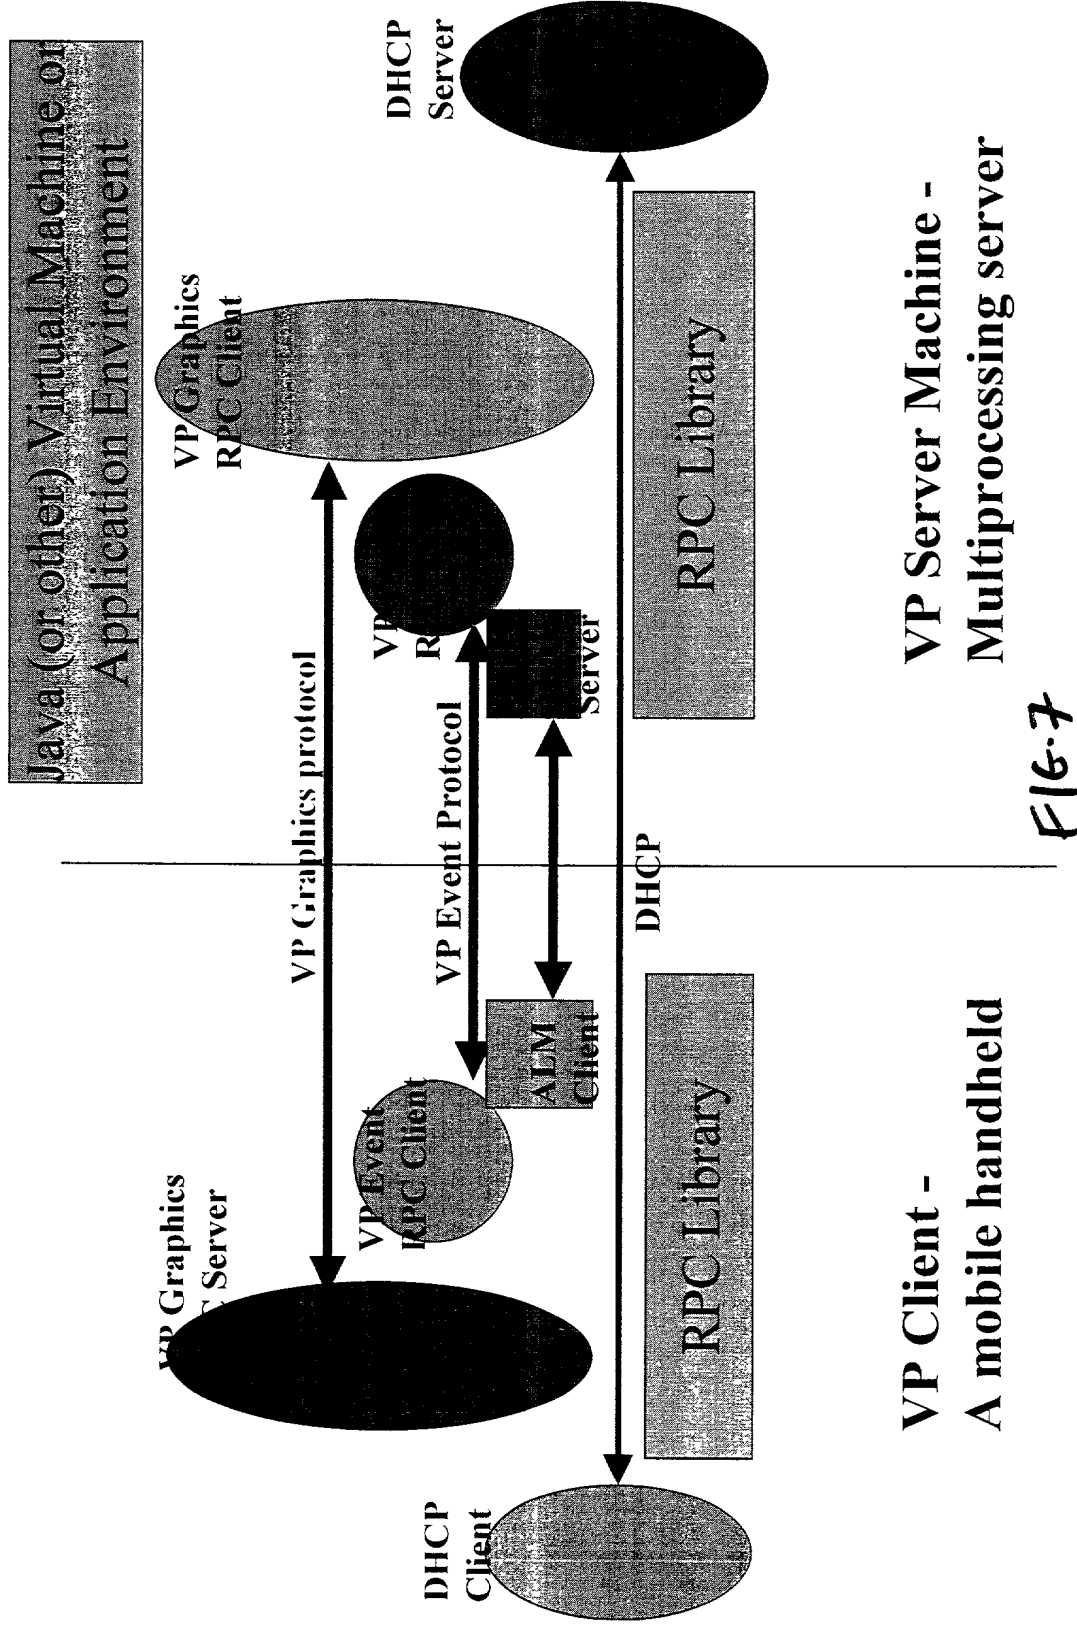 Java (or other) Virtual Machine or
Application Environment
VP Graphics
Server
VP Graphics protocol
VP Graphics
RPC Client
DHCP
Server
VP Event
RPC Client
VP Event Protocol
VP
R
DHCP
Client
ALM
Client
Server
DHCP
RPC Library
RPC Library
VP Client -
A mobile handheld
VP Server Machine -
Multiprocessing server
FIG. 7